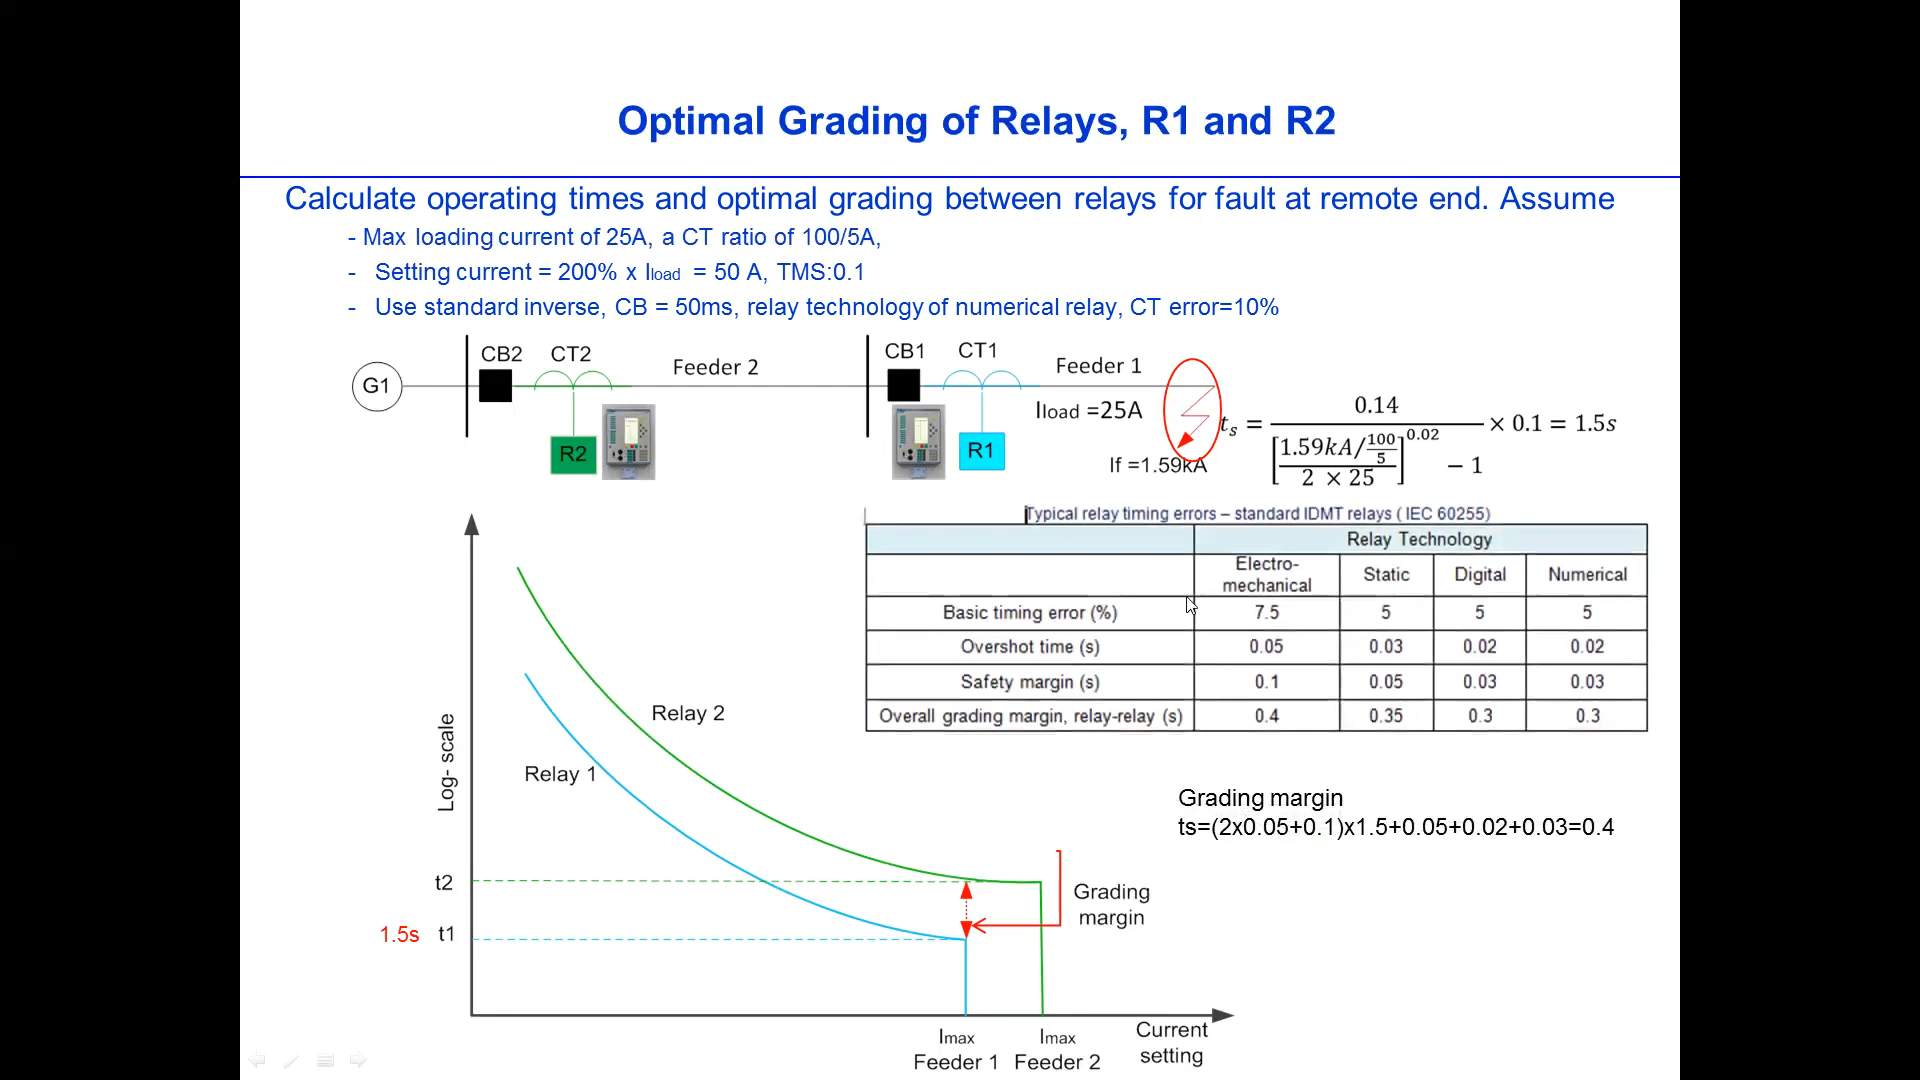 Optimal Grading of Relays, R1 and R2
Calculate operating times and optimal grading between relays for fault at remote end. Assume
- Max loading current of 25A, a CT ratio of 100/5A,
- Setting current = 200% x Iload = 50 A, TMS:0.1
- Use standard inverse, CB = 50ms, relay technology of numerical relay, CT error=10%
CB2 CT2 Feeder 2 CB1 CT1 Feeder 1
G1
Iload =25A
R2 R1
If =1.59kA
t_s = \frac{0.14}{\left[\frac{1.59kA/\frac{100}{5}}{2 \times 25}\right]^{0.02} - 1} × 0.1 = 1.5s
Typical relay timing errors – standard IDMT relays ( IEC 60255)
Relay Technology
Electro-
mechanical Static Digital Numerical
Basic timing error (%) 7.5 5 5 5
Overshot time (s) 0.05 0.03 0.02 0.02
Safety margin (s) 0.1 0.05 0.03 0.03
Overall grading margin, relay-relay (s) 0.4 0.35 0.3 0.3
Log- scale
Relay 2
Relay 1
Grading margin
ts=(2x0.05+0.1)x1.5+0.05+0.02+0.03=0.4
t2
Grading
margin
1.5s t1
Imax
Feeder 1
Imax
Feeder 2
Current
setting